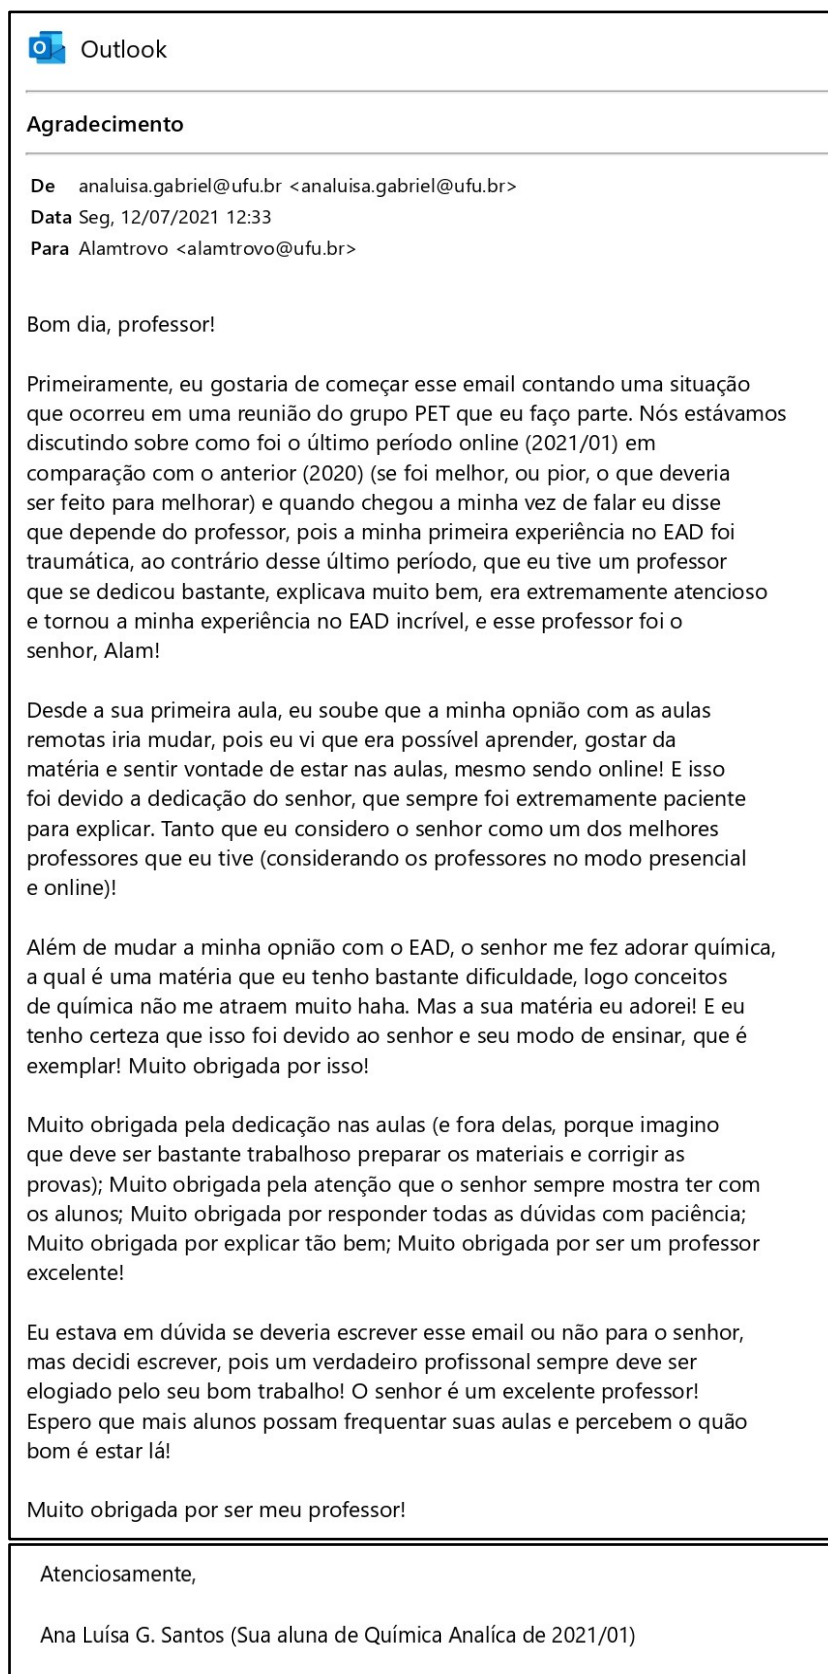 Outlook
Agradecimento
De analuisa.gabriel@ufu.br <analuisa.gabriel@ufu.br>
Data Seg, 12/07/2021 12:33
Para Alamtrovo <alamtrovo@ufu.br>
Bom dia, professor!
Primeiramente, eu gostaria de começar esse email contando uma situação
que ocorreu em uma reunião do grupo PET que eu faço parte. Nós estávamos
discutindo sobre como foi o último período online (2021/01) em
comparação com o anterior (2020) (se foi melhor, ou pior, o que deveria
ser feito para melhorar) e quando chegou a minha vez de falar eu disse
que depende do professor, pois a minha primeira experiência no EAD foi
traumática, ao contrário desse último período, que eu tive um professor
que se dedicou bastante, explicava muito bem, era extremamente atencioso
e tornou a minha experiência no EAD incrível, e esse professor foi o
senhor, Alam!
Desde a sua primeira aula, eu soube que a minha opnião com as aulas
remotas iria mudar, pois eu vi que era possível aprender, gostar da
matéria e sentir vontade de estar nas aulas, mesmo sendo online! E isso
foi devido a dedicação do senhor, que sempre foi extremamente paciente
para explicar. Tanto que eu considero o senhor como um dos melhores
professores que eu tive (considerando os professores no modo presencial
e online)!
Além de mudar a minha opnião com o EAD, o senhor me fez adorar química,
a qual é uma matéria que eu tenho bastante dificuldade, logo conceitos
de química não me atraem muito haha. Mas a sua matéria eu adorei! E eu
tenho certeza que isso foi devido ao senhor e seu modo de ensinar, que é
exemplar! Muito obrigada por isso!
Muito obrigada pela dedicação nas aulas (e fora delas, porque imagino
que deve ser bastante trabalhoso preparar os materiais e corrigir as
provas); Muito obrigada pela atenção que o senhor sempre mostra ter com
os alunos; Muito obrigada por responder todas as dúvidas com paciência;
Muito obrigada por explicar tão bem; Muito obrigada por ser um professor
excelente!
Eu estava em dúvida se deveria escrever esse email ou não para o senhor,
mas decidi escrever, pois um verdadeiro profissonal sempre deve ser
elogiado pelo seu bom trabalho! O senhor é um excelente professor!
Espero que mais alunos possam frequentar suas aulas e percebem o quão
bom é estar lá!
Muito obrigada por ser meu professor!
Atenciosamente,
Ana Luísa G. Santos (Sua aluna de Química Analíca de 2021/01)